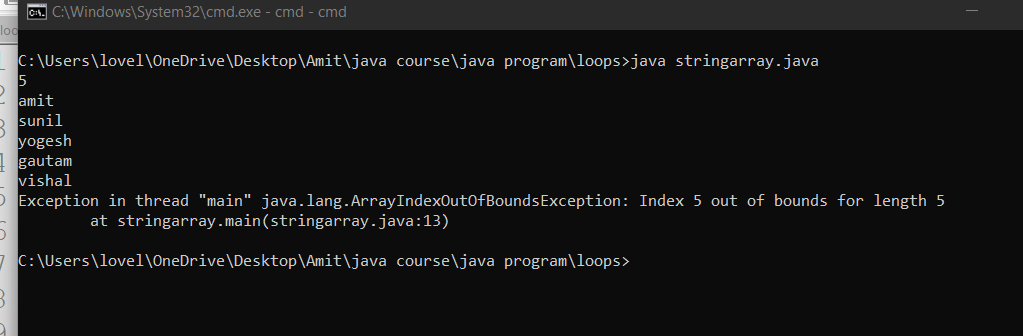 C:\Windows\System32\cmd.exe - cmd - cmd
C:\Users\lovel\OneDrive\Desktop\Amit\java course\java program\loops>java stringarray.java
5
amit
sunil
yogesh
gautam
vishal
Exception in thread "main" java.lang.ArrayIndexOutOfBoundsException: Index 5 out of bounds for length 5
at stringarray.main(stringarray.java:13)
C:\Users\lovel\OneDrive\Desktop\Amit\java course\java program\loops>